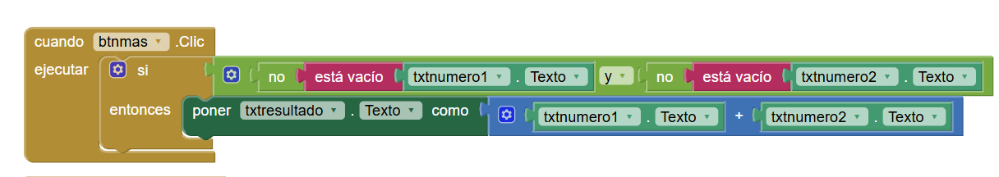 cuando btnmas .Clic
ejecutar si no está vacío txtnumero1 . Texto y no está vacío txtnumero2 . Texto
entonces poner txtresultado . Texto como txtnumero1 . Texto + txtnumero2 . Texto